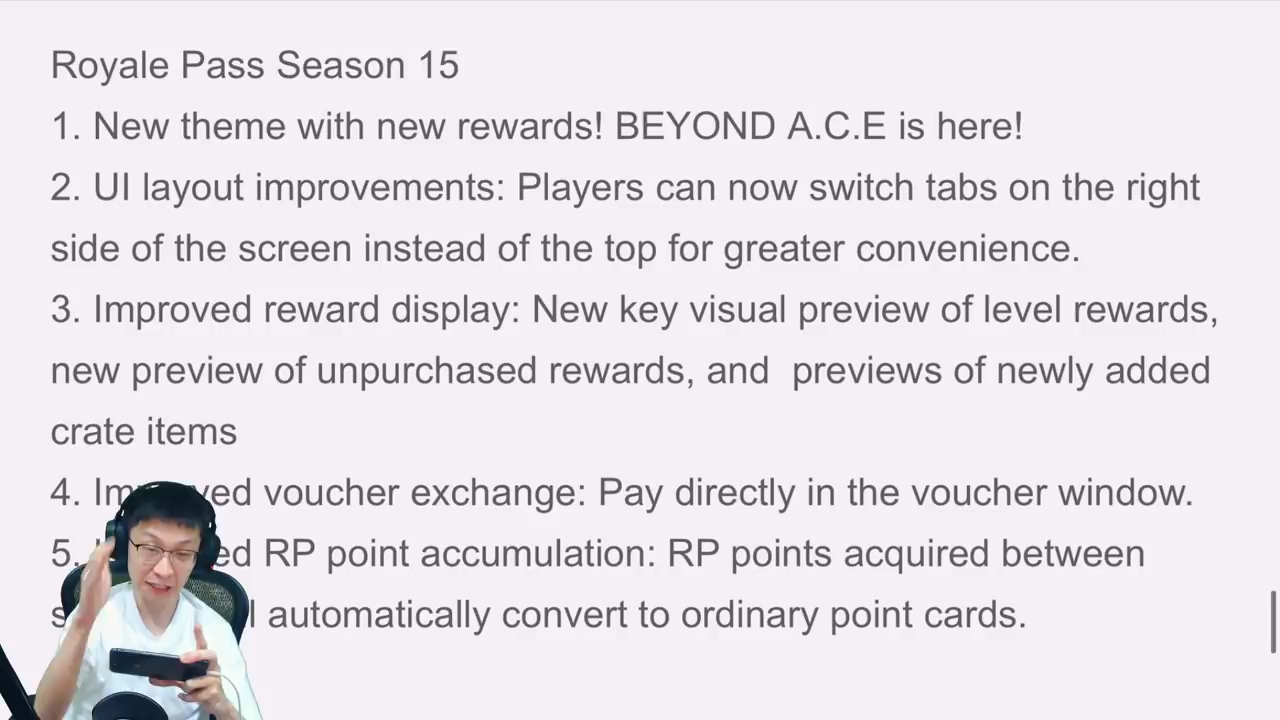 Royale Pass Season 15
1. New theme with new rewards! BEYOND A.C.E is here!
2. UI layout improvements: Players can now switch tabs on the right
side of the screen instead of the top for greater convenience.
3. Improved reward display: New key visual preview of level rewards,
new preview of unpurchased rewards, and  previews of newly added
crate items
4. voucher exchange: Pay directly in the voucher window.
5. RP point accumulation: RP points acquired between
automatically convert to ordinary point cards.